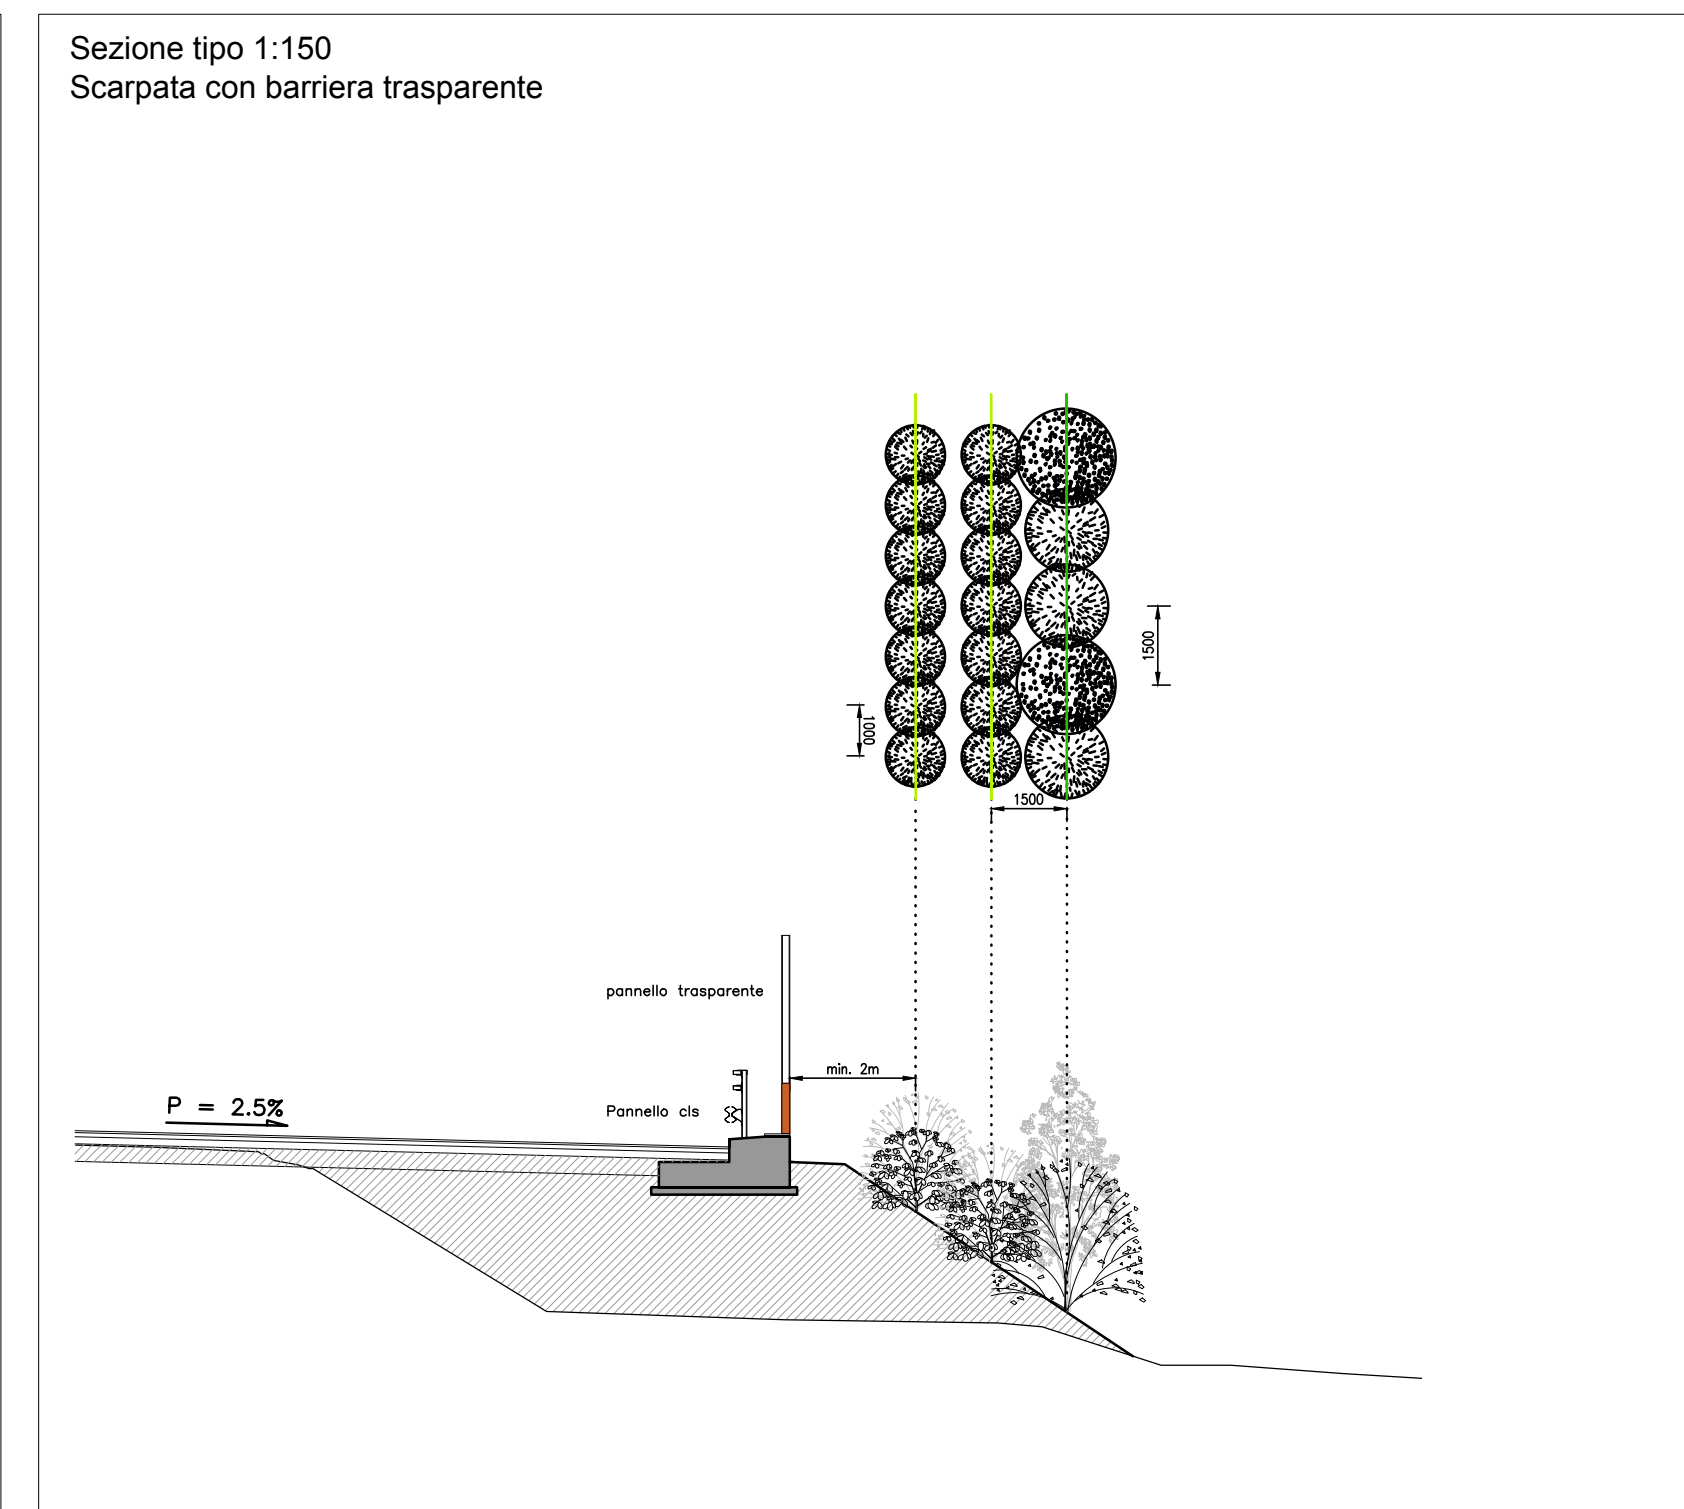 Sezione tipo 1:150
Scarpata con barriera trasparente
1500
1000
1500
pannello trasparente
min. 2m
P = 2.5%
Pannello cls